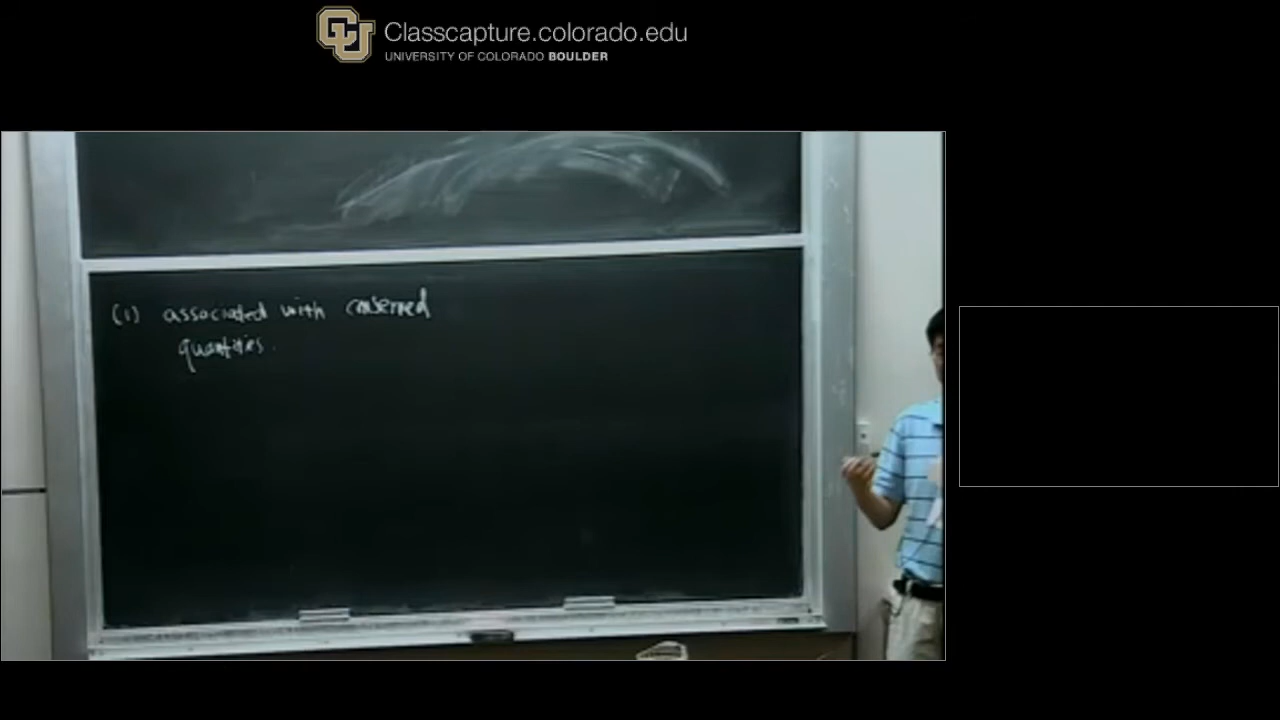 Classcapture.colorado.edu
UNIVERSITY OF COLORADO BOULDER
(1) associated with conserved
quantities.